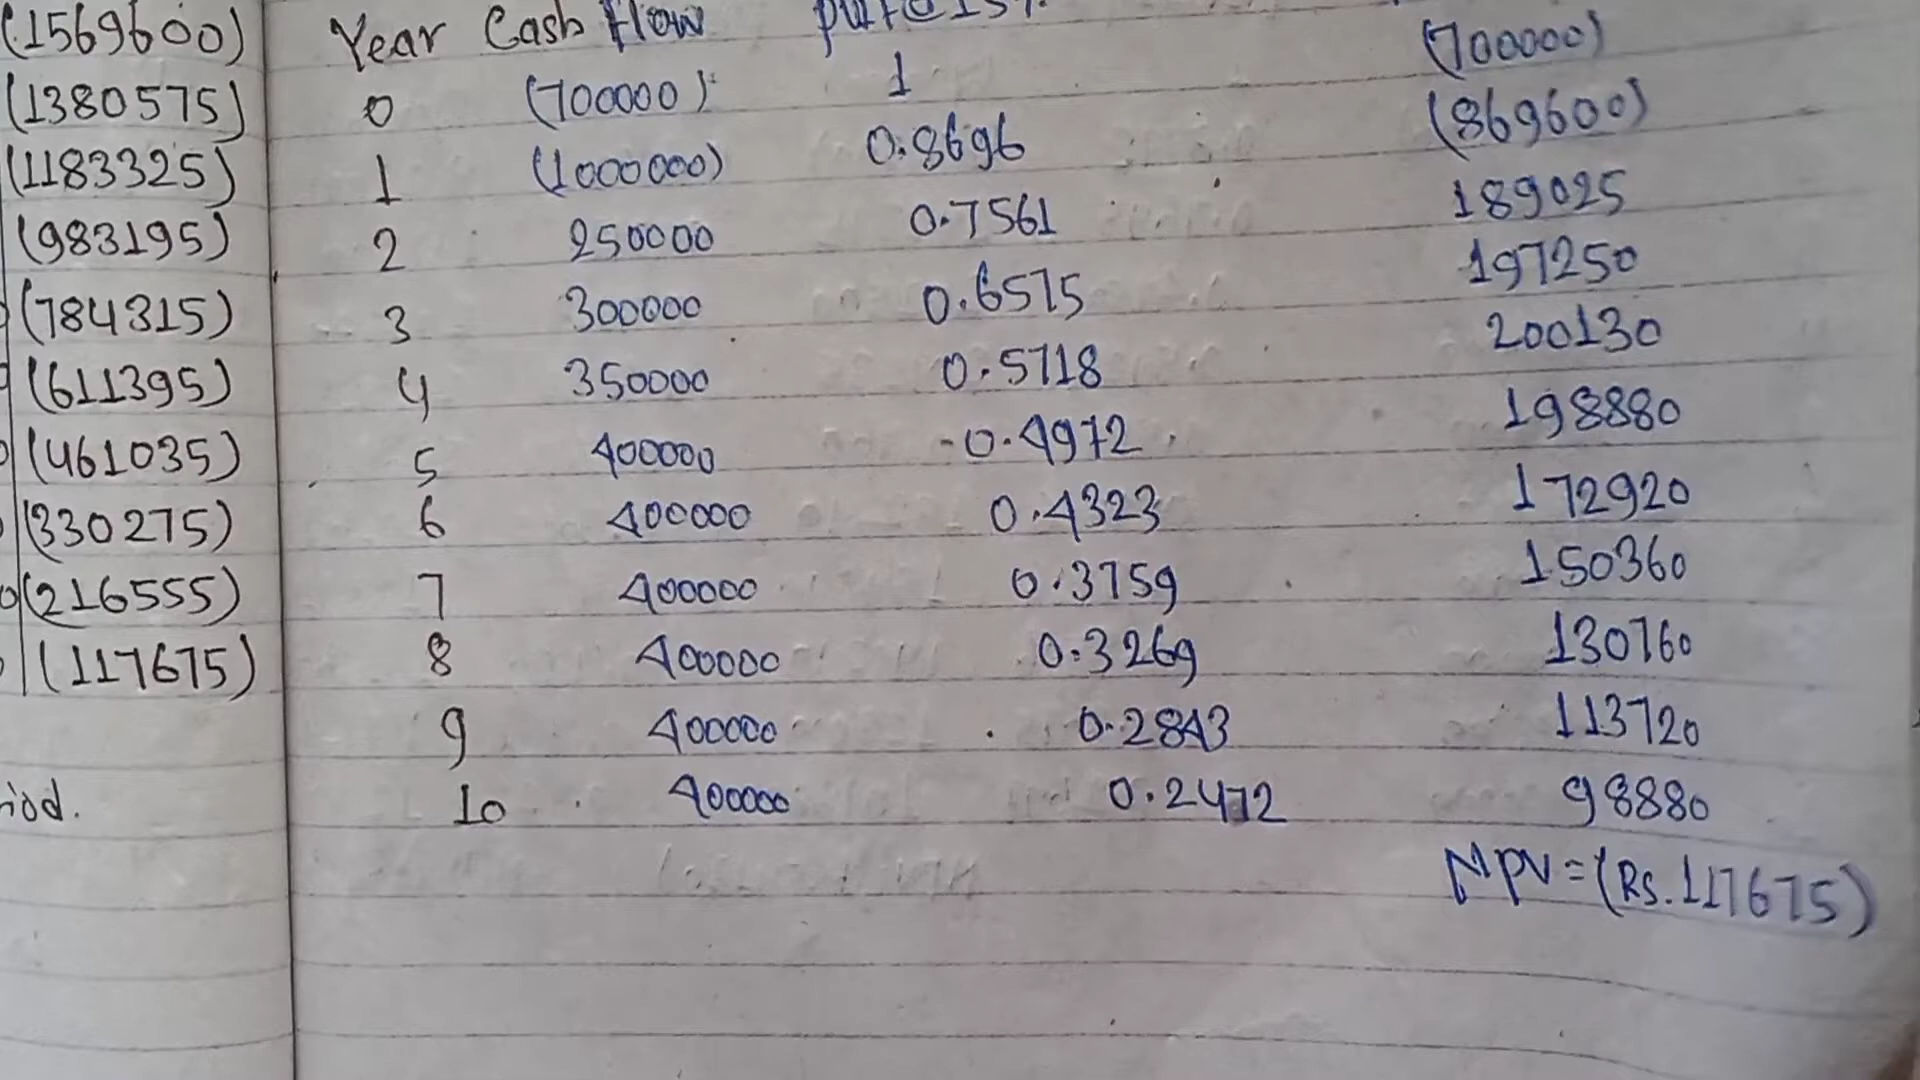 (1569600)
(1380575)
(1183325)
(983195)
(784315)
(611395)
(461035)
(330275)
(216555)
(117675)
Year Cash flow
0 (700000) 1 (700000)
1 (1000000) 0.8696 (869600)
2 250000 0.7561 189025
3 300000 0.6575 197250
4 350000 0.5718 200130
5 400000 0.4972 198880
6 400000 0.4323 172920
7 400000 0.3759 150360
8 400000 0.3269 130760
9 400000 0.2843 113720
10 400000 0.2472 98880
NPV = (Rs. 117675)